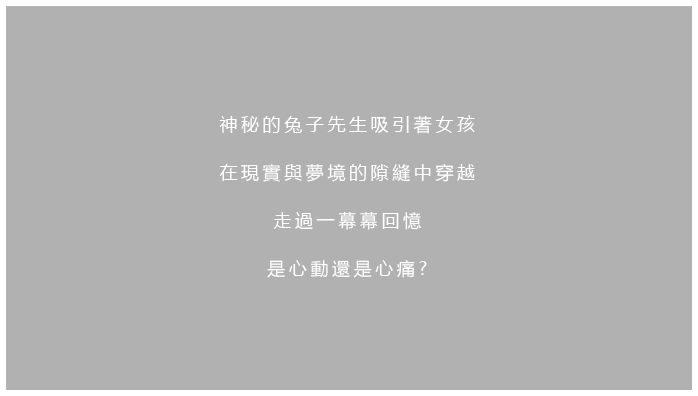 神秘的兔子先生吸引著女孩
在現實與夢境的隙縫中穿越
走過一幕幕回憶
是心動還是心痛?